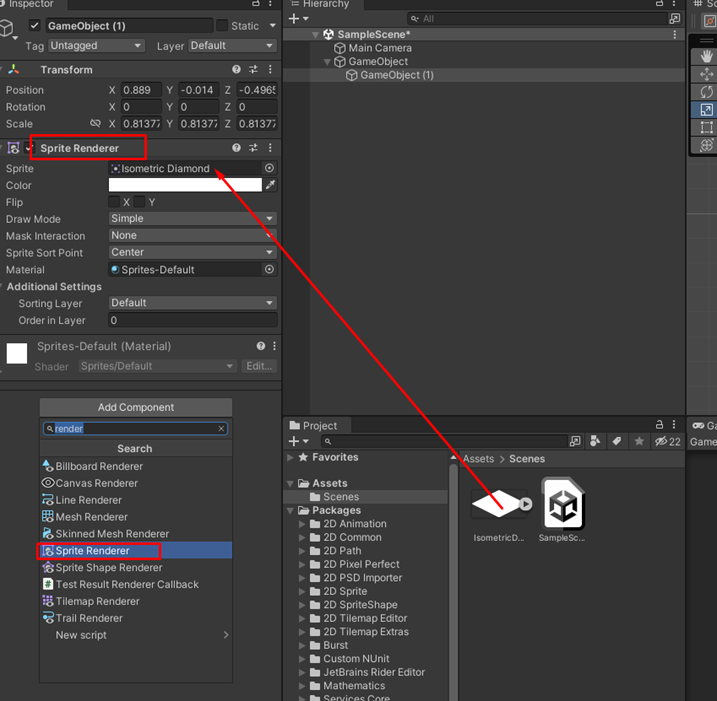 Inspector
GameObject (1)
Static
Tag Untagged Layer Default
Transform
Position X 0.889 Y -0.014 Z -0.4965
Rotation X 0 Y 0 Z 0
Scale X 0.81377 Y 0.81377 Z 0.81377
Sprite Renderer
Sprite Isometric Diamond
Color
Flip X Y
Draw Mode Simple
Mask Interaction None
Sprite Sort Point Center
Material Sprites-Default
Additional Settings
Sorting Layer Default
Order in Layer 0
Sprites-Default (Material)
Shader Sprites/Default Edit...
Add Component
render
Search
Billboard Renderer
Canvas Renderer
Line Renderer
Mesh Renderer
Skinned Mesh Renderer
Sprite Renderer
Sprite Shape Renderer
Test Result Renderer Callback
Tilemap Renderer
Trail Renderer
New script
Hierarchy
All
SampleScene*
Main Camera
GameObject
GameObject (1)
Project
22
Favorites
Assets
Scenes
Packages
2D Animation
2D Common
2D Path
2D Pixel Perfect
2D PSD Importer
2D Sprite
2D SpriteShape
2D Tilemap Editor
2D Tilemap Extras
Burst
Custom NUnit
JetBrains Rider Editor
Mathematics
Services Core
Assets > Scenes
IsometricD...
SampleSc...
Sc
Ga
Game